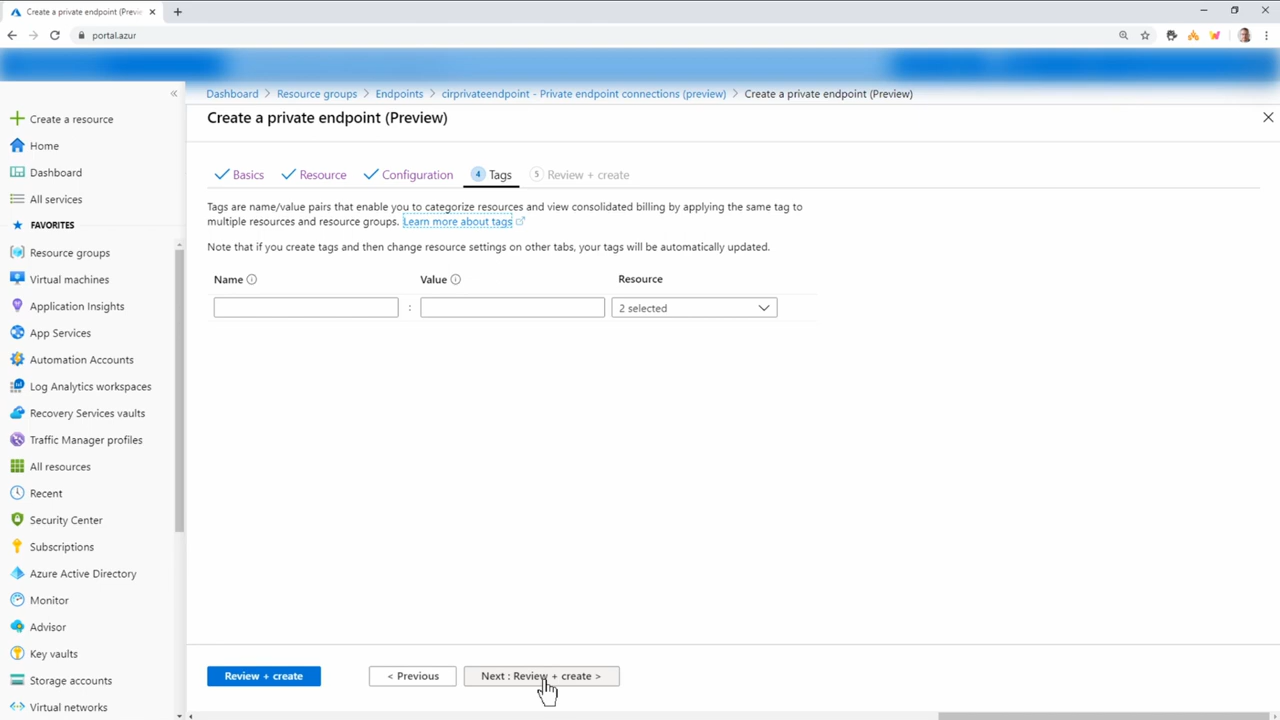 Create a private endpoint (Previe
portal.azur
Dashboard > Resource groups > Endpoints > cirprivateendpoint - Private endpoint connections (preview) > Create a private endpoint (Preview)
Create a private endpoint (Preview)
Create a resource
Home
Dashboard
All services
FAVORITES
Resource groups
Virtual machines
Application Insights
App Services
Automation Accounts
Log Analytics workspaces
Recovery Services vaults
Traffic Manager profiles
All resources
Recent
Security Center
Subscriptions
Azure Active Directory
Monitor
Advisor
Key vaults
Storage accounts
Virtual networks
Basics Resource Configuration 4 Tags 5 Review + create
Tags are name/value pairs that enable you to categorize resources and view consolidated billing by applying the same tag to
multiple resources and resource groups. Learn more about tags
Note that if you create tags and then change resource settings on other tabs, your tags will be automatically updated.
Name Value Resource
: 2 selected
Review + create < Previous Next : Review + create >